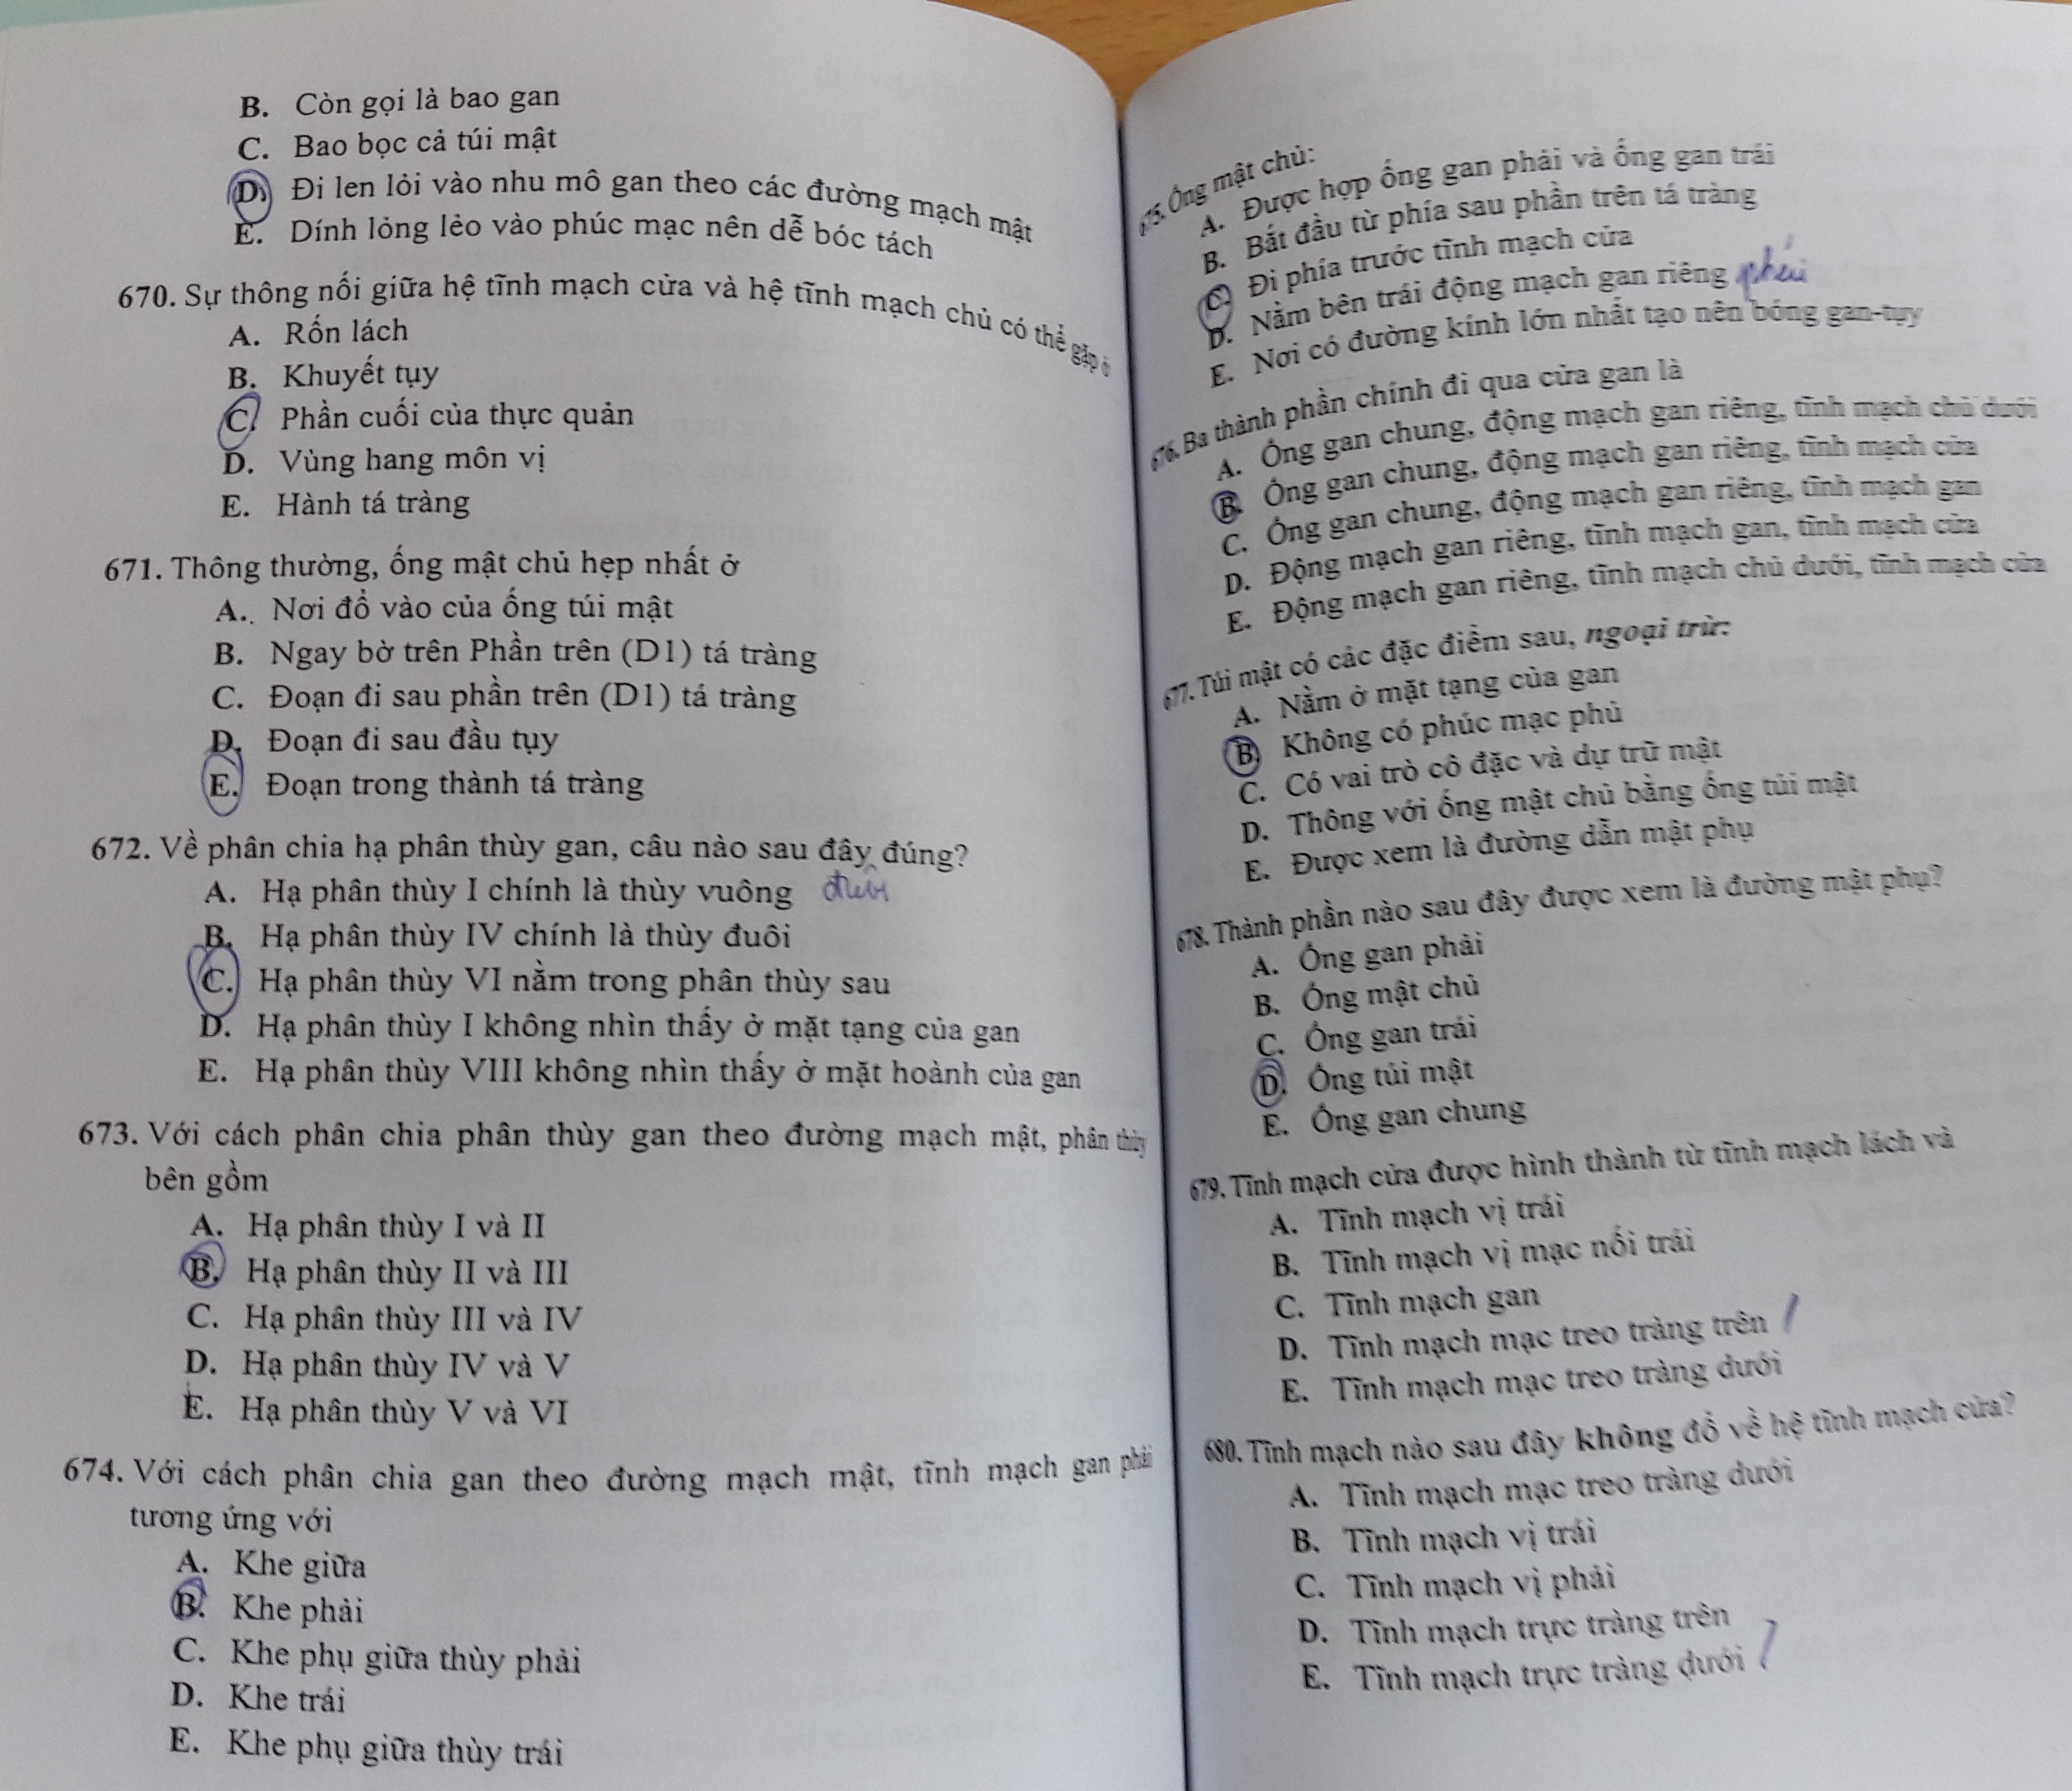 B. Còn gọi là bao gan
C. Bao bọc cả túi mật
D. Đi len lỏi vào nhu mô gan theo các đường mạch mật
E. Dính lỏng lẻo vào phúc mạc nên dễ bóc tách
670. Sự thông nối giữa hệ tĩnh mạch cửa và hệ tĩnh mạch chủ có thể gặp ở
A. Rốn lách
B. Khuyết tụy
C. Phần cuối của thực quản
D. Vùng hang môn vị
E. Hành tá tràng
671. Thông thường, ống mật chủ hẹp nhất ở
A. Nơi đổ vào của ống túi mật
B. Ngay bờ trên Phần trên (D1) tá tràng
C. Đoạn đi sau phần trên (D1) tá tràng
D. Đoạn đi sau đầu tụy
E. Đoạn trong thành tá tràng
672. Về phân chia hạ phân thùy gan, câu nào sau đây đúng?
A. Hạ phân thùy I chính là thùy vuông đuôi
B. Hạ phân thùy IV chính là thùy đuôi
C. Hạ phân thùy VI nằm trong phân thùy sau
D. Hạ phân thùy I không nhìn thấy ở mặt tạng của gan
E. Hạ phân thùy VIII không nhìn thấy ở mặt hoành của gan
673. Với cách phân chia phân thùy gan theo đường mạch mật, phân thùy
bên gồm
A. Hạ phân thùy I và II
B. Hạ phân thùy II và III
C. Hạ phân thùy III và IV
D. Hạ phân thùy IV và V
E. Hạ phân thùy V và VI
674. Với cách phân chia gan theo đường mạch mật, tĩnh mạch gan phải
tương ứng với
A. Khe giữa
B. Khe phải
C. Khe phụ giữa thùy phải
D. Khe trái
E. Khe phụ giữa thùy trái
675. Ống mật chủ:
A. Được hợp ống gan phải và ống gan trái
B. Bắt đầu từ phía sau phần trên tá tràng
C. Đi phía trước tĩnh mạch cửa
D. Nằm bên trái động mạch gan riêng phải
E. Nơi có đường kính lớn nhất tạo nên bóng gan-tụy
676. Ba thành phần chính đi qua cửa gan là
A. Ống gan chung, động mạch gan riêng, tĩnh mạch chủ dưới
B. Ống gan chung, động mạch gan riêng, tĩnh mạch cửa
C. Ống gan chung, động mạch gan riêng, tĩnh mạch gan
D. Động mạch gan riêng, tĩnh mạch gan, tĩnh mạch cửa
E. Động mạch gan riêng, tĩnh mạch chủ dưới, tĩnh mạch cửa
677. Túi mật có các đặc điểm sau, ngoại trừ:
A. Nằm ở mặt tạng của gan
B. Không có phúc mạc phủ
C. Có vai trò cô đặc và dự trữ mật
D. Thông với ống mật chủ bằng ống túi mật
E. Được xem là đường dẫn mật phụ
678. Thành phần nào sau đây được xem là đường mật phụ?
A. Ống gan phải
B. Ống mật chủ
C. Ống gan trái
D. Ống túi mật
E. Ống gan chung
679. Tĩnh mạch cửa được hình thành từ tĩnh mạch lách và
A. Tĩnh mạch vị trái
B. Tĩnh mạch vị mạc nối trái
C. Tĩnh mạch gan
D. Tĩnh mạch mạc treo tràng trên
E. Tĩnh mạch mạc treo tràng dưới
680. Tĩnh mạch nào sau đây không đổ về hệ tĩnh mạch cửa?
A. Tĩnh mạch mạc treo tràng dưới
B. Tĩnh mạch vị trái
C. Tĩnh mạch vị phải
D. Tĩnh mạch trực tràng trên
E. Tĩnh mạch trực tràng dưới